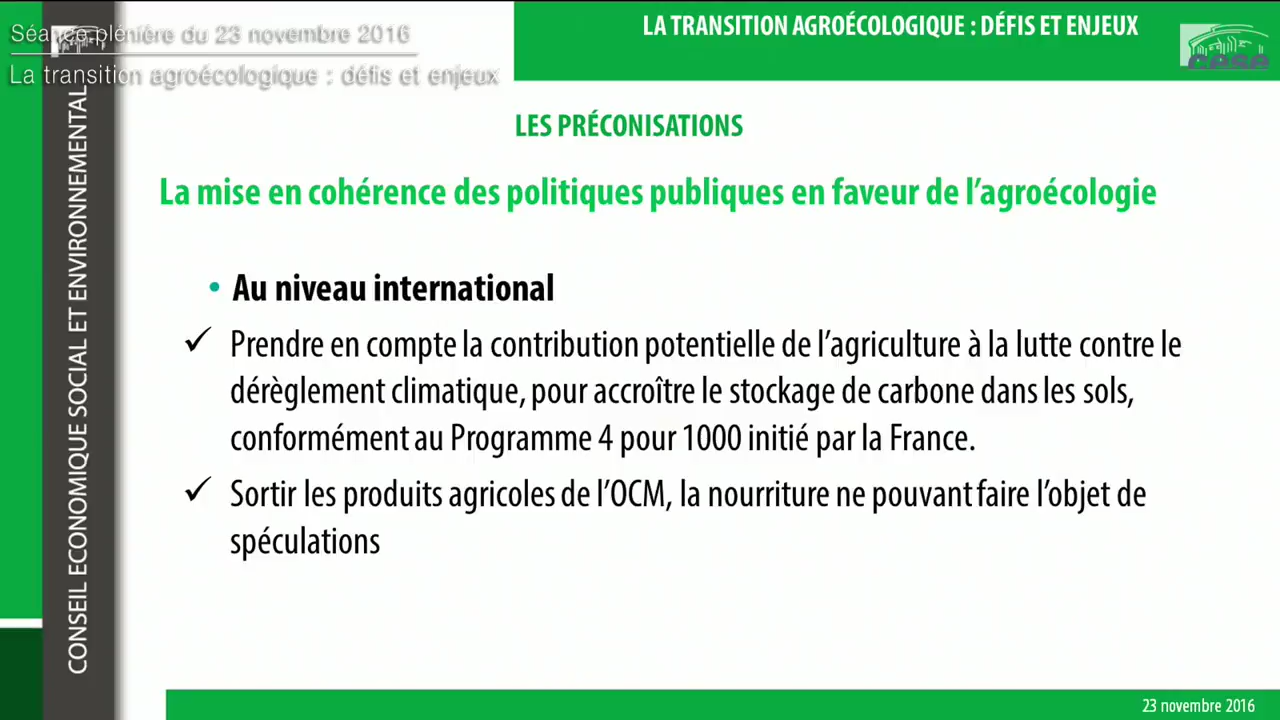 Séance plénière du 23 novembre 2016
La transition agroécologique : défis et enjeux
LA TRANSITION AGROÉCOLOGIQUE : DÉFIS ET ENJEUX
cese
CONSEIL ECONOMIQUE SOCIAL ET ENVIRONNEMENTAL
LES PRÉCONISATIONS
La mise en cohérence des politiques publiques en faveur de l’agroécologie
• Au niveau international
✓ Prendre en compte la contribution potentielle de l’agriculture à la lutte contre le
dérèglement climatique, pour accroître le stockage de carbone dans les sols,
conformément au Programme 4 pour 1000 initié par la France.
✓ Sortir les produits agricoles de l’OCM, la nourriture ne pouvant faire l’objet de
spéculations
23 novembre 2016